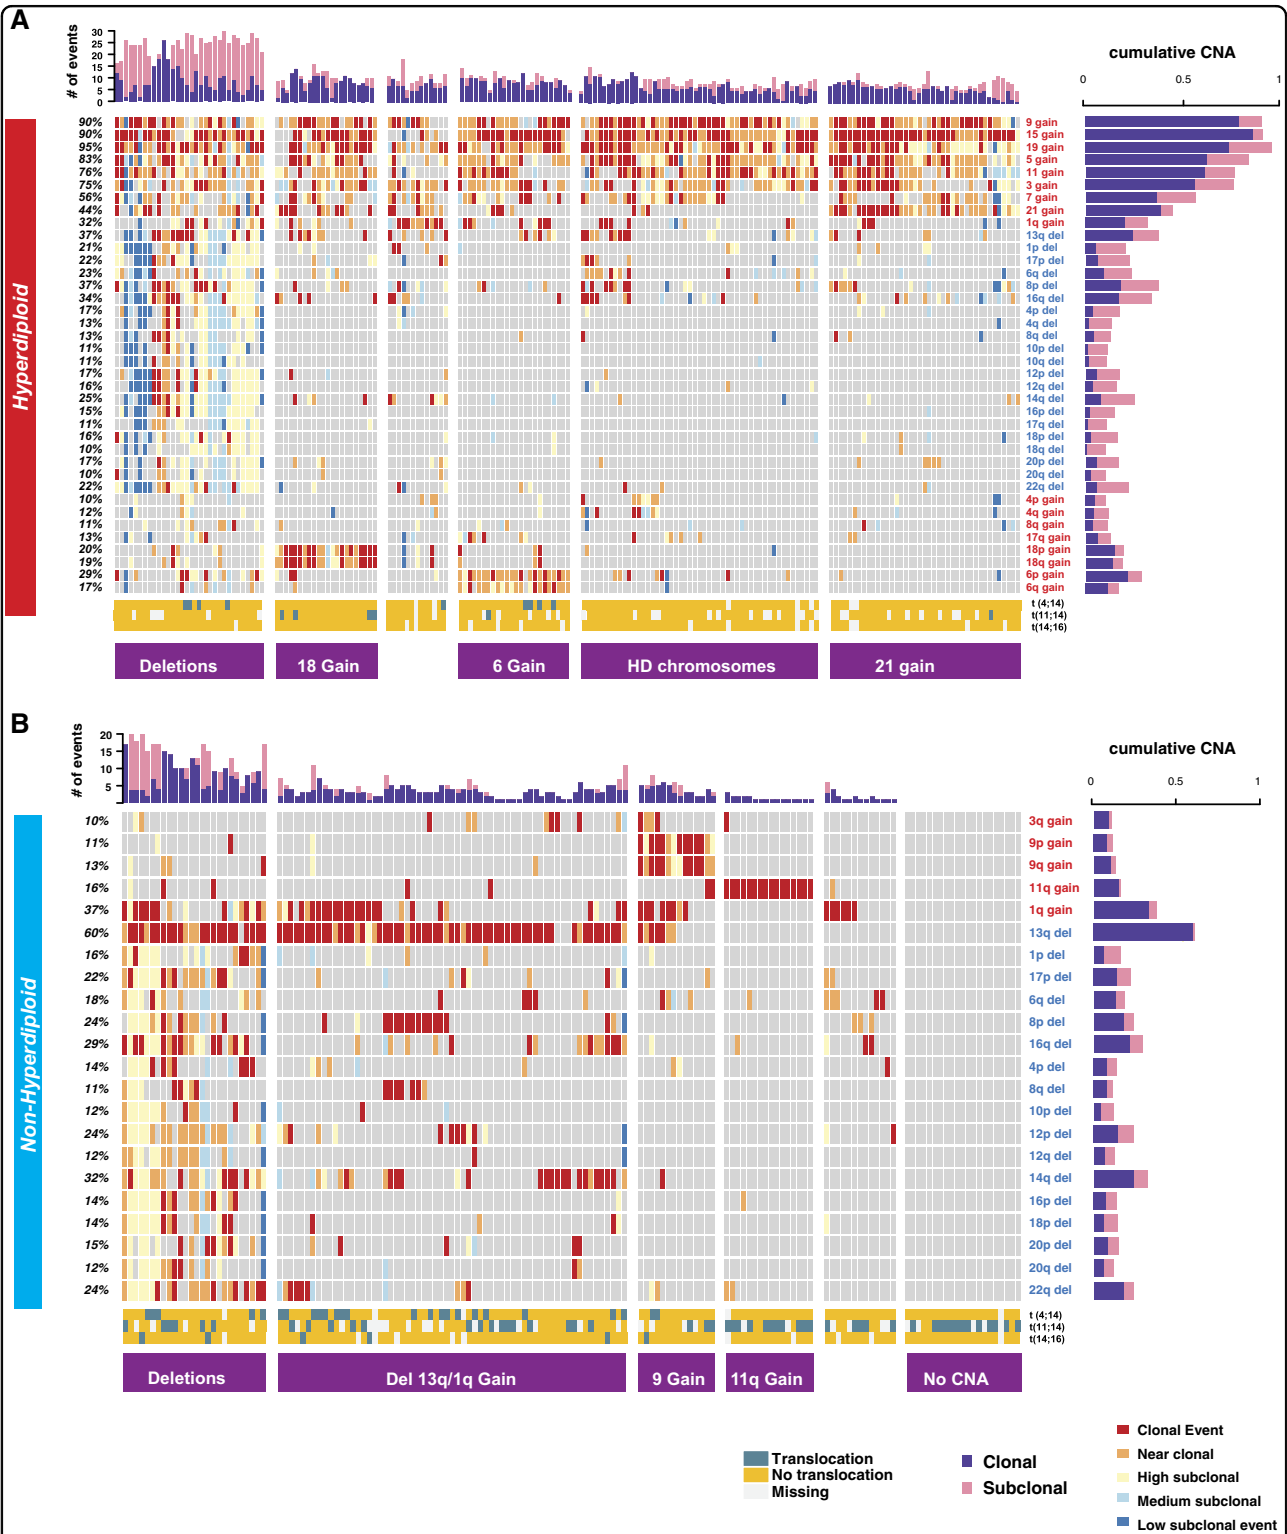 A
# of events
30
25
20
15
10
5
0
cumulative CNA
0 0.5 1
Hyperdiploid
90% 9 gain
90% 15 gain
95% 19 gain
83% 5 gain
76% 11 gain
75% 3 gain
56% 7 gain
44% 21 gain
32% 1q gain
37% 13q del
21% 1p del
22% 17p del
23% 6q del
37% 8p del
34% 16q del
17% 4p del
13% 4q del
13% 8q del
11% 10p del
11% 10q del
17% 12p del
16% 12q del
25% 14q del
15% 16p del
11% 17q del
16% 18p del
10% 18q del
17% 20p del
10% 20q del
22% 22q del
10% 4p gain
12% 4q gain
11% 8q gain
13% 17q gain
20% 18p gain
19% 18q gain
29% 6p gain
17% 6q gain
t (4;14)
t(11;14)
t(14;16)
Deletions 18 Gain 6 Gain HD chromosomes 21 gain
B
# of events
20
15
10
5
cumulative CNA
0 0.5 1
Non-Hyperdiploid
10% 3q gain
11% 9p gain
13% 9q gain
16% 11q gain
37% 1q gain
60% 13q del
16% 1p del
22% 17p del
18% 6q del
24% 8p del
29% 16q del
14% 4p del
11% 8q del
12% 10p del
24% 12p del
12% 12q del
32% 14q del
14% 16p del
14% 18p del
15% 20p del
12% 20q del
24% 22q del
t (4;14)
t(11;14)
t(14;16)
Deletions Del 13q/1q Gain 9 Gain 11q Gain No CNA
Translocation
No translocation
Missing
Clonal
Subclonal
Clonal Event
Near clonal
High subclonal
Medium subclonal
Low subclonal event